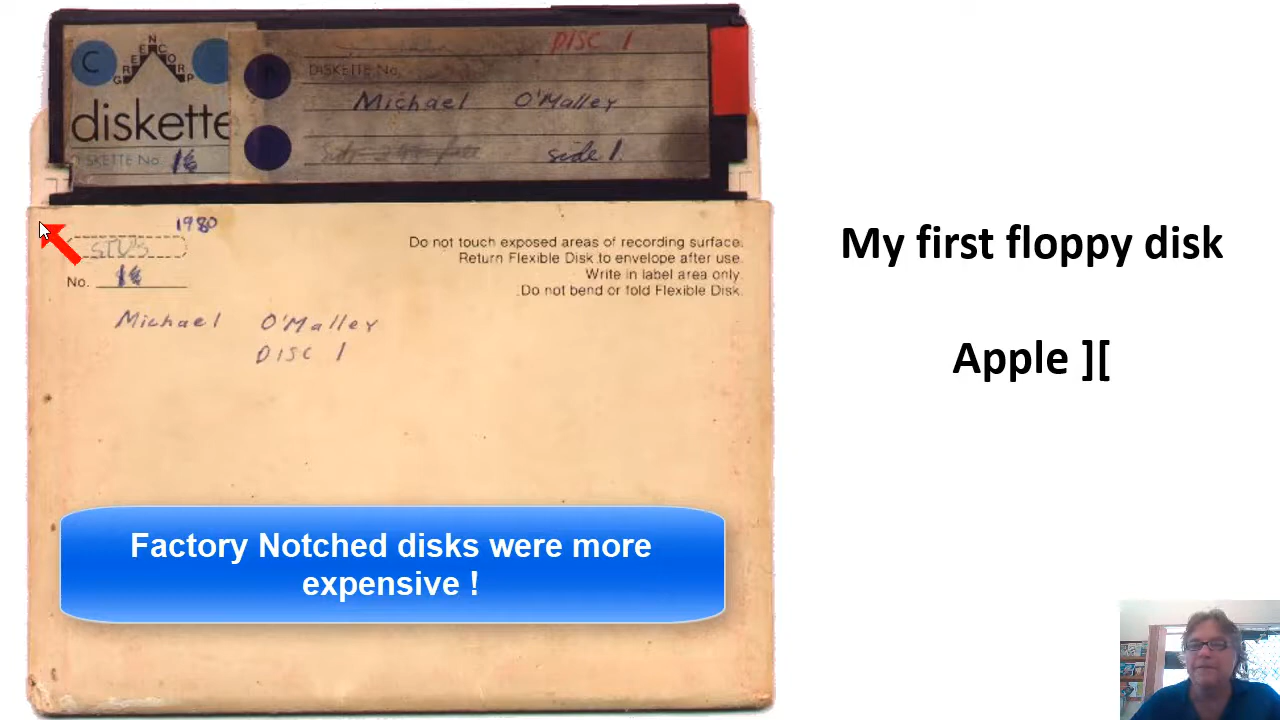 C GREENCORP
diskette
DISKETTE No
DISC 1
DISKETTE No.
Michael O'Malley
side 1.
1980
STU'S
No.
Michael O'Malley
DISC 1
Do not touch exposed areas of recording surface.
Return Flexible Disk to envelope after use.
Write in label area only.
Do not bend or fold Flexible Disk.
Factory Notched disks were more
expensive !
My first floppy disk
Apple ][